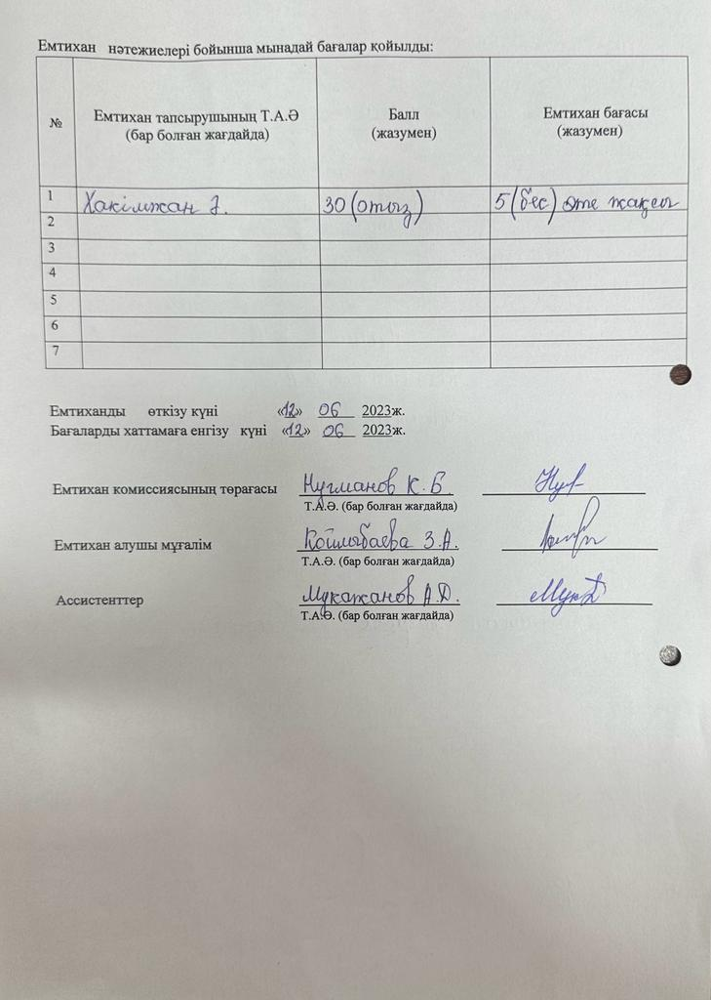 Емтихан нәтежиелері бойынша мынадай бағалар қойылды:
№ Емтихан тапсырушының Т.А.Ә (бар болған жағдайда) Балл (жазумен) Емтихан бағасы (жазумен)
1 Хакімжан Ә. 30 (отыз) 5 (бес) өте жақсы
2
3
4
5
6
7
Емтиханды өткізу күні «12» 06 2023ж.
Бағаларды хаттамаға енгізу күні «12» 06 2023ж.
Емтихан комиссиясының төрағасы Нугманов К.Б
Т.А.Ә. (бар болған жағдайда)
Емтихан алушы мұғалім Қойлыбаева З.А.
Т.А.Ә. (бар болған жағдайда)
Ассистенттер Мукажанов А.Д.
Т.А.Ә. (бар болған жағдайда)